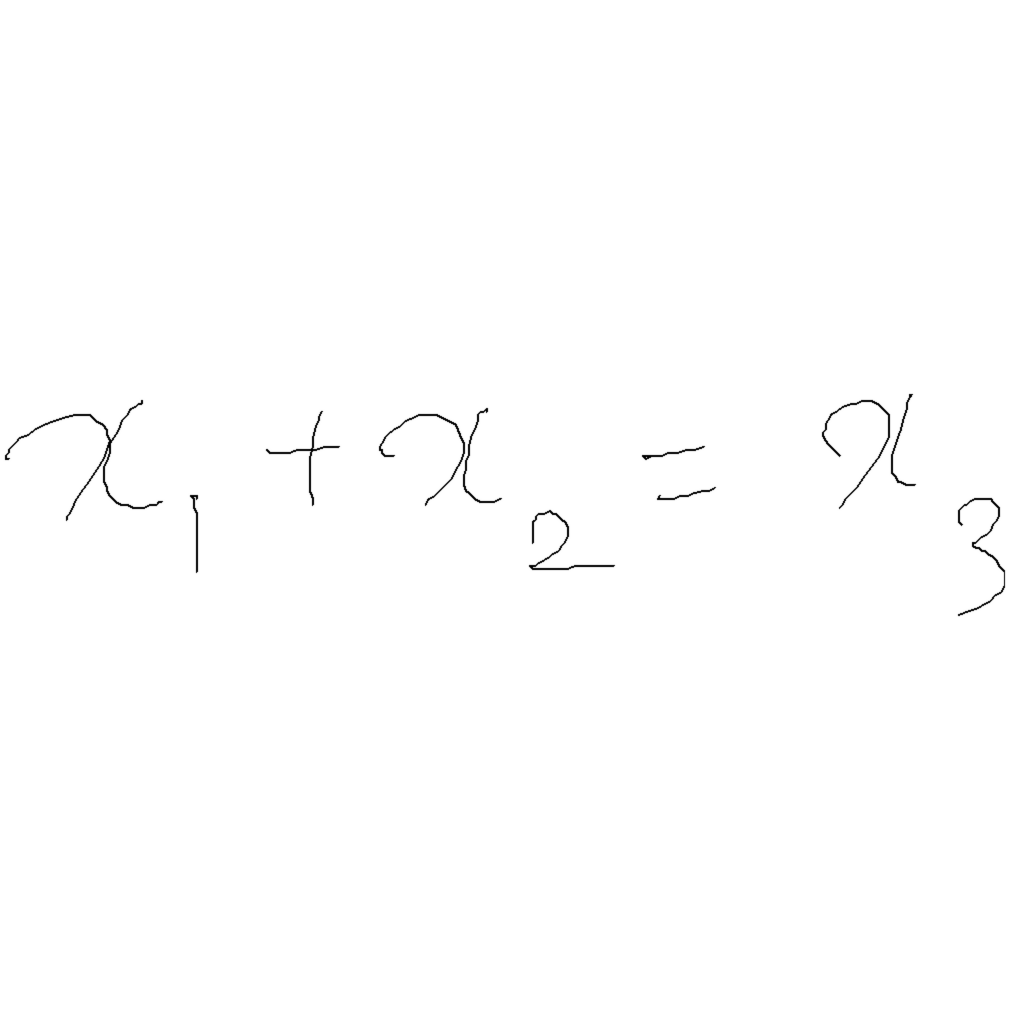 x₁ + x₂ = x₃